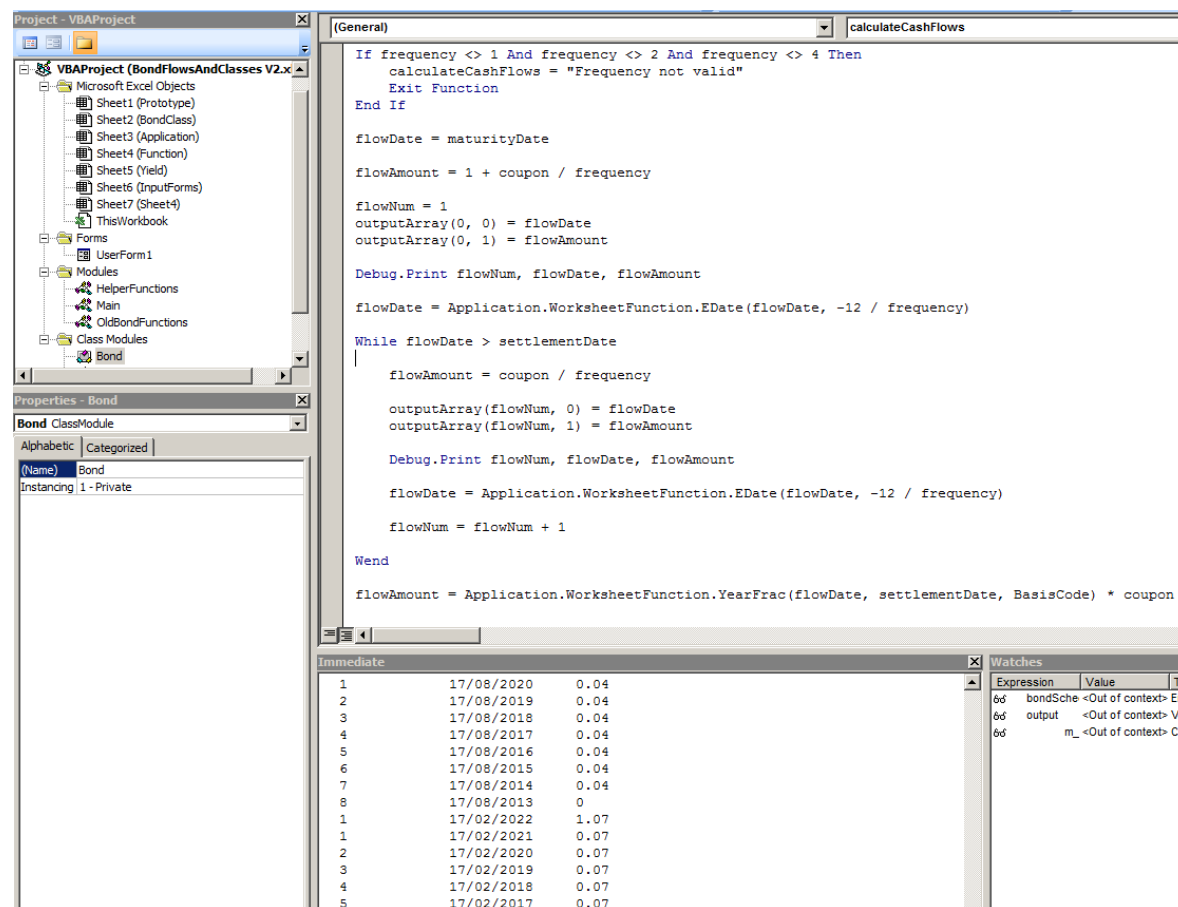 Project - VBAProject
VBAProject (BondFlowsAndClasses V2.x
Microsoft Excel Objects
Sheet1 (Prototype)
Sheet2 (BondClass)
Sheet3 (Application)
Sheet4 (Function)
Sheet5 (Yield)
Sheet6 (InputForms)
Sheet7 (Sheet4)
ThisWorkbook
Forms
UserForm1
Modules
HelperFunctions
Main
OldBondFunctions
Class Modules
Bond
Properties - Bond
Bond ClassModule
Alphabetic Categorized
(Name) Bond
Instancing 1 - Private
(General) calculateCashFlows
If frequency <> 1 And frequency <> 2 And frequency <> 4 Then
calculateCashFlows = "Frequency not valid"
Exit Function
End If
flowDate = maturityDate
flowAmount = 1 + coupon / frequency
flowNum = 1
outputArray(0, 0) = flowDate
outputArray(0, 1) = flowAmount
Debug.Print flowNum, flowDate, flowAmount
flowDate = Application.WorksheetFunction.EDate(flowDate, -12 / frequency)
While flowDate > settlementDate
flowAmount = coupon / frequency
outputArray(flowNum, 0) = flowDate
outputArray(flowNum, 1) = flowAmount
Debug.Print flowNum, flowDate, flowAmount
flowDate = Application.WorksheetFunction.EDate(flowDate, -12 / frequency)
flowNum = flowNum + 1
Wend
flowAmount = Application.WorksheetFunction.YearFrac(flowDate, settlementDate, BasisCode) * coupon
Immediate
1 17/08/2020 0.04
2 17/08/2019 0.04
3 17/08/2018 0.04
4 17/08/2017 0.04
5 17/08/2016 0.04
6 17/08/2015 0.04
7 17/08/2014 0.04
8 17/08/2013 0
1 17/02/2022 1.07
1 17/02/2021 0.07
2 17/02/2020 0.07
3 17/02/2019 0.07
4 17/02/2018 0.07
5 17/02/2017 0.07
Watches
Expression Value T
bondSche <Out of context> E
output <Out of context> V
m_ <Out of context> C